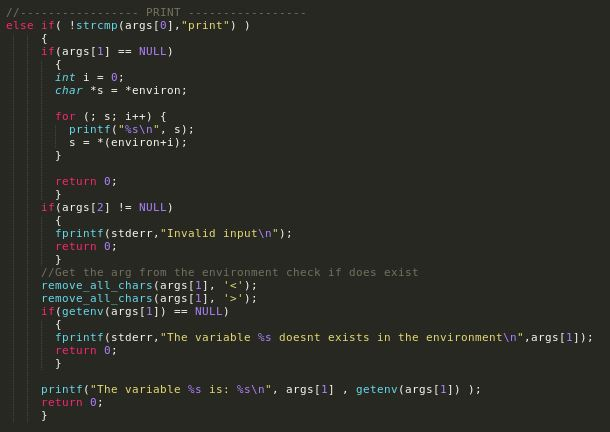 //----------------- PRINT -----------------
else if( !strcmp(args[0],"print") )
{
if(args[1] == NULL)
{
int i = 0;
char *s = *environ;
for (; s; i++) {
printf("%s\n", s);
s = *(environ+i);
}
return 0;
}
if(args[2] != NULL)
{
fprintf(stderr,"Invalid input\n");
return 0;
}
//Get the arg from the environment check if does exist
remove_all_chars(args[1], '<');
remove_all_chars(args[1], '>');
if(getenv(args[1]) == NULL)
{
fprintf(stderr,"The variable %s doesnt exists in the environment\n",args[1]);
return 0;
}
printf("The variable %s is: %s\n", args[1] , getenv(args[1]) );
return 0;
}